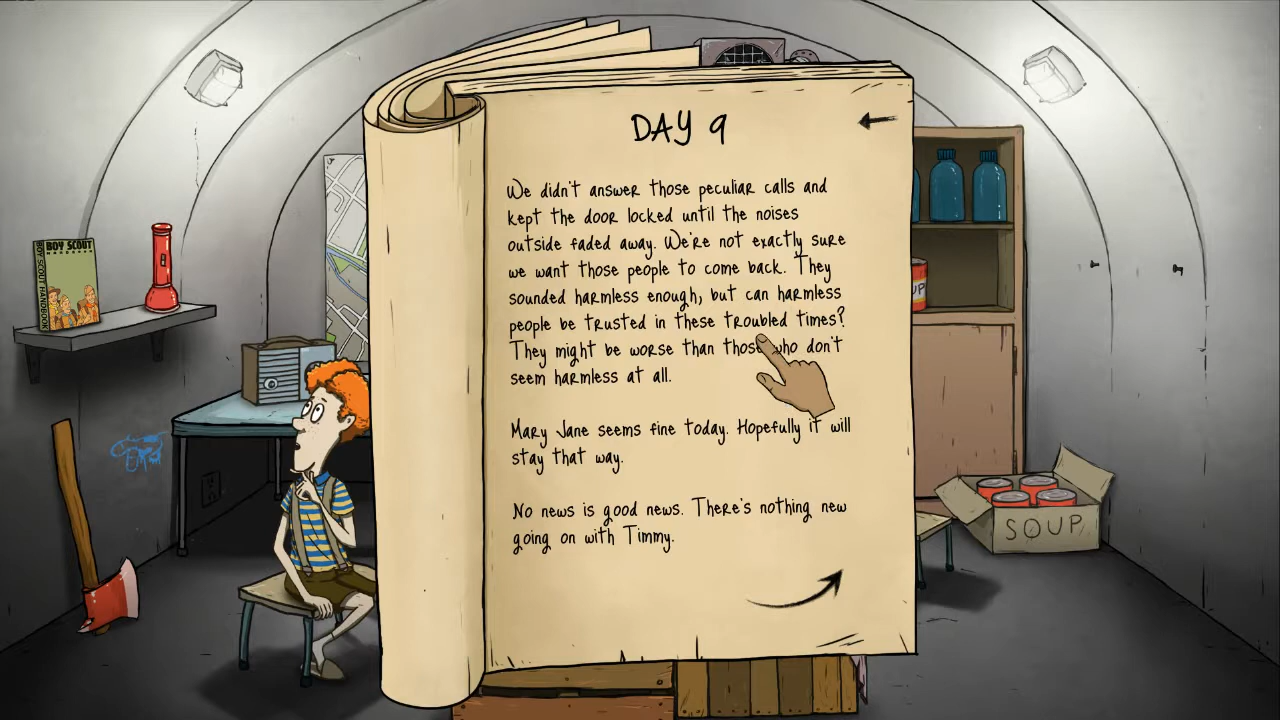 DAY 9
We didn't answer those peculiar calls and
kept the door locked until the noises
outside faded away. We're not exactly sure
we want those people to come back. They
sounded harmless enough, but can harmless
people be trusted in these troubled times?
They might be worse than those who don't
seem harmless at all.
Mary Jane seems fine today. Hopefully it will
stay that way.
No news is good news. There's nothing new
going on with Timmy.
BOY SCOUT
BOY SCOUT HANDBOOK
UP
SOUP